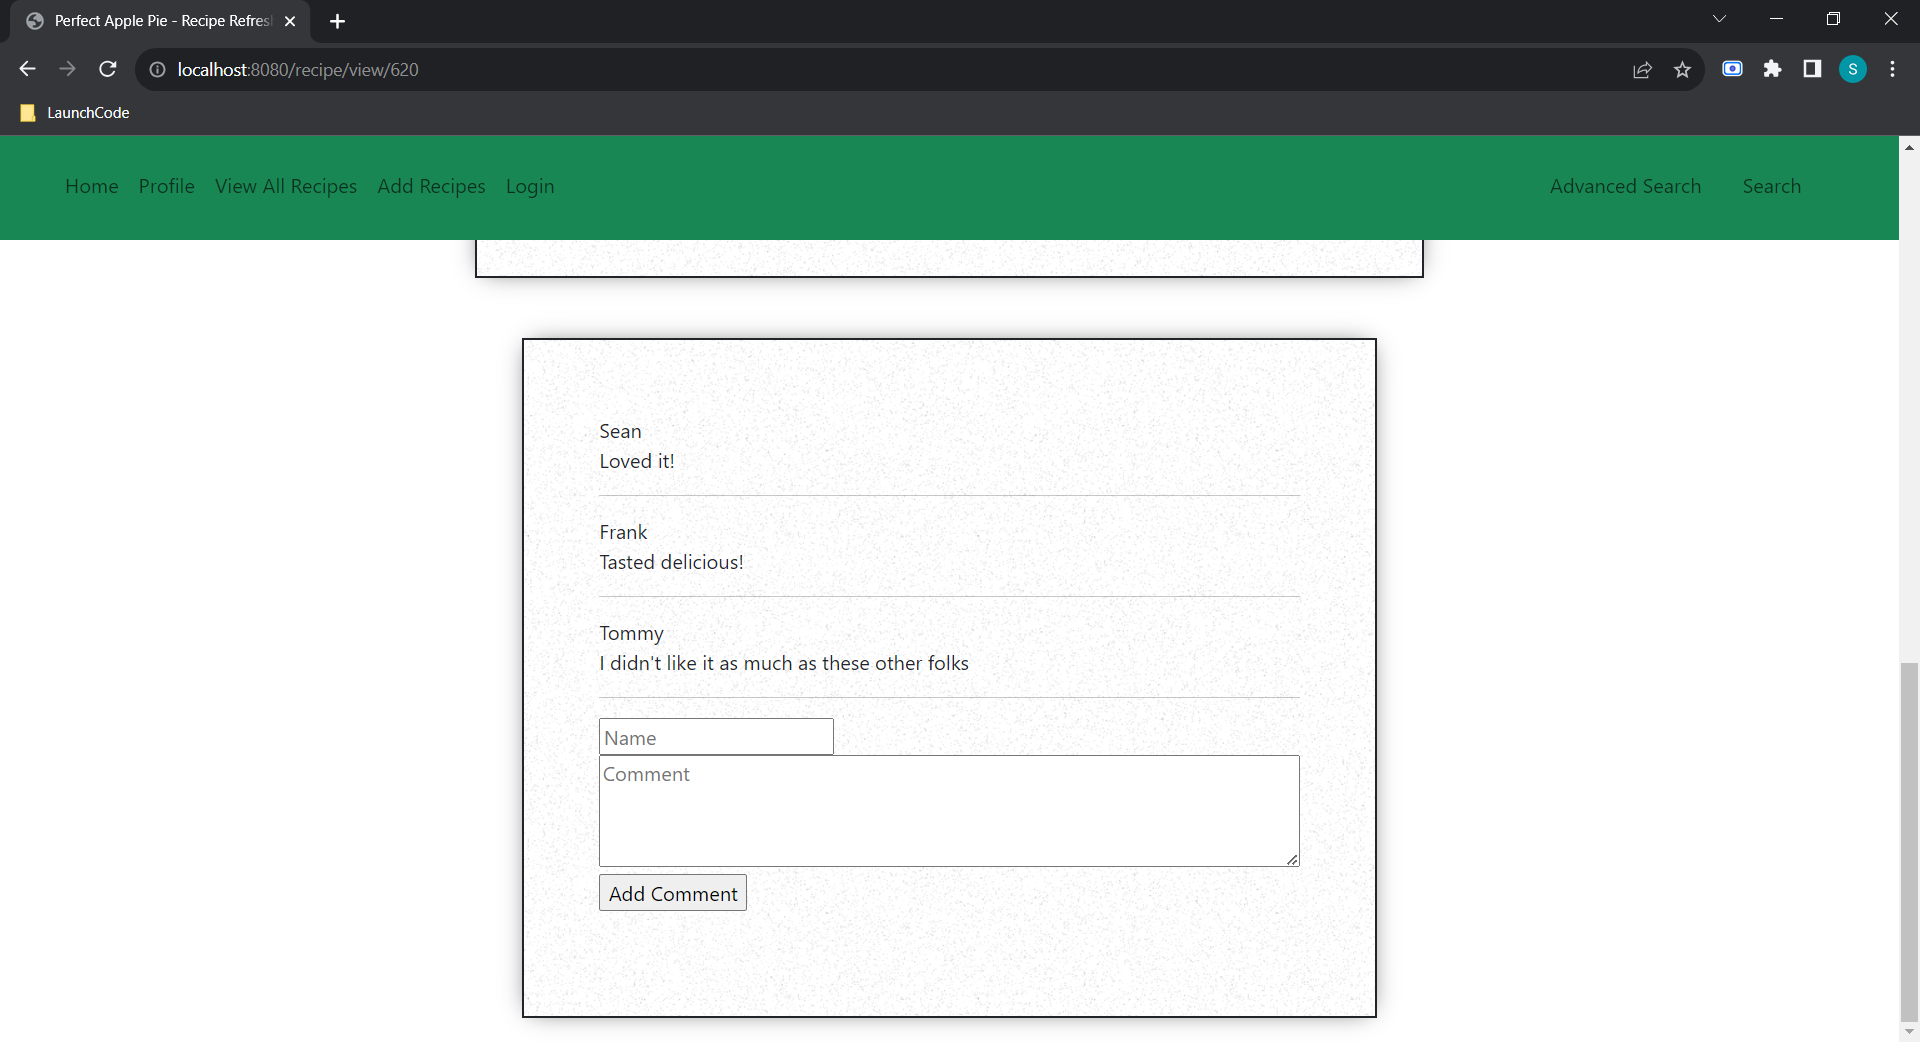 Perfect Apple Pie - Recipe Refres
localhost:8080/recipe/view/620
S
LaunchCode
Home Profile View All Recipes Add Recipes Login Advanced Search Search
Sean
Loved it!
Frank
Tasted delicious!
Tommy
I didn't like it as much as these other folks
Name
Comment
Add Comment